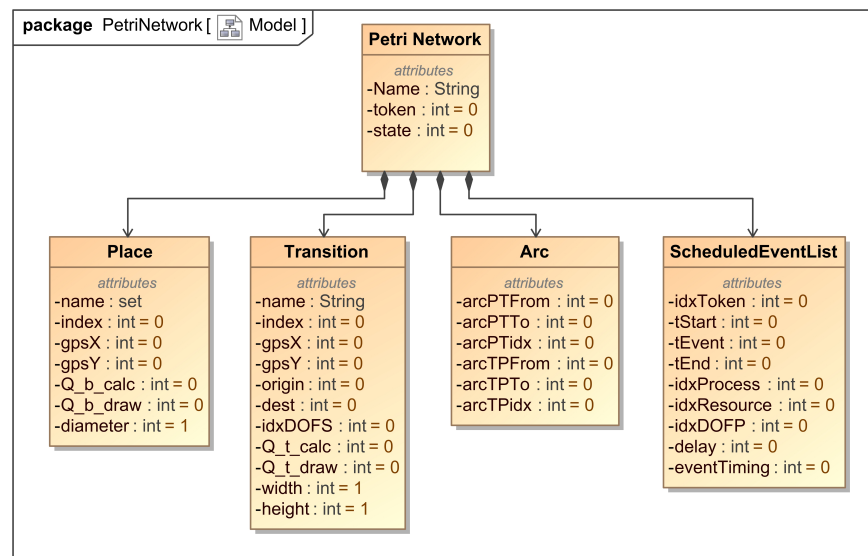 package PetriNetwork [ Model ]
Petri Network
attributes
-Name : String
-token : int = 0
-state : int = 0
Place
attributes
-name : set
-index : int = 0
-gpsX : int = 0
-gpsY : int = 0
-Q_b_calc : int = 0
-Q_b_draw : int = 0
-diameter : int = 1
Transition
attributes
-name : String
-index : int = 0
-gpsX : int = 0
-gpsY : int = 0
-origin : int = 0
-dest : int = 0
-idxDOFS : int = 0
-Q_t_calc : int = 0
-Q_t_draw : int = 0
-width : int = 1
-height : int = 1
Arc
attributes
-arcPTFrom : int = 0
-arcPTTo : int = 0
-arcPTidx : int = 0
-arcTPFrom : int = 0
-arcTPTo : int = 0
-arcTPidx : int = 0
ScheduledEventList
attributes
-idxToken : int = 0
-tStart : int = 0
-tEvent : int = 0
-tEnd : int = 0
-idxProcess : int = 0
-idxResource : int = 0
-idxDOFP : int = 0
-delay : int = 0
-eventTiming : int = 0